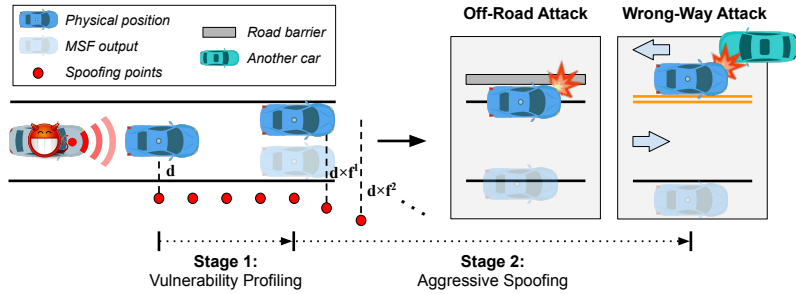 Physical position
MSF output
Spoofing points
Road barrier
Another car
Off-Road Attack
Wrong-Way Attack
d
d×f¹
d×f²
Stage 1:
Vulnerability Profiling
Stage 2:
Aggressive Spoofing